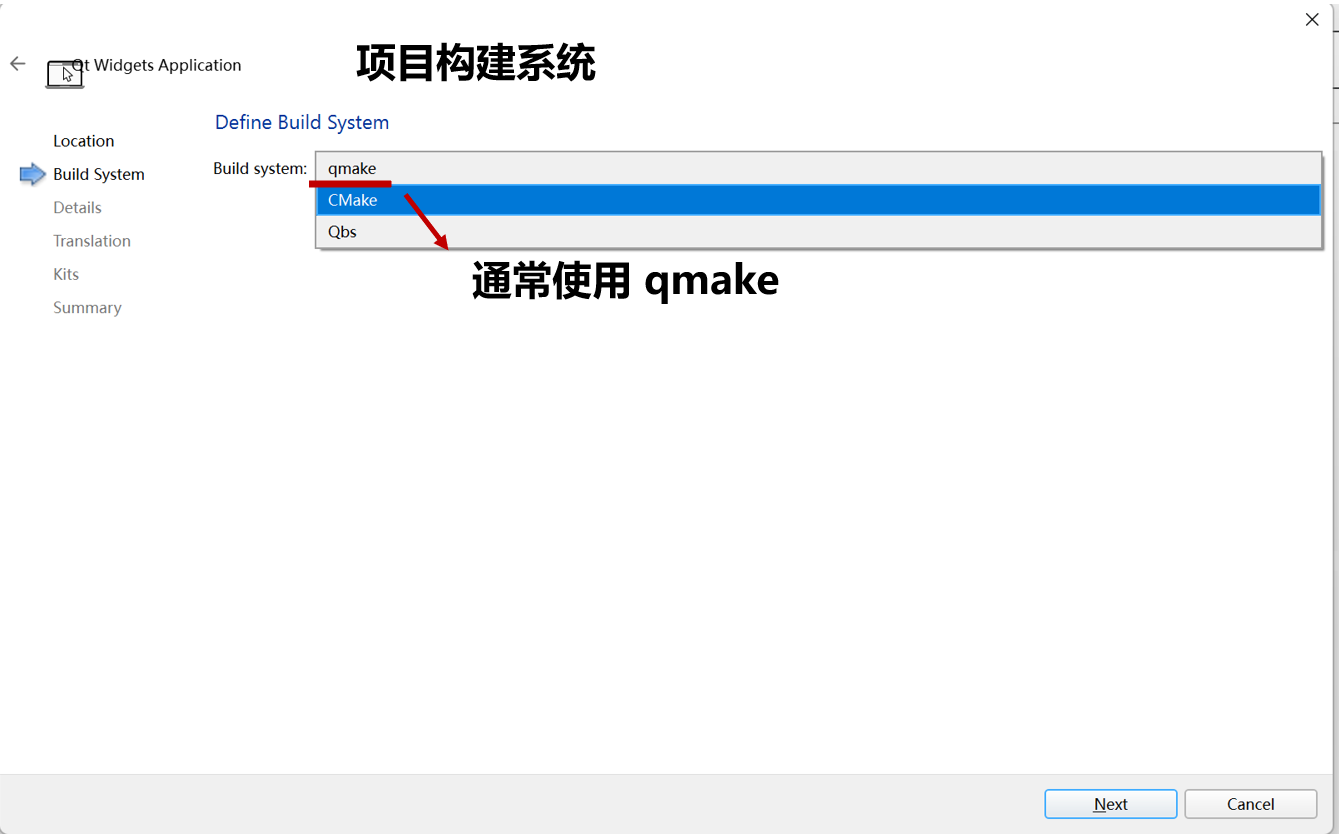 Qt Widgets Application
项目构建系统
Define Build System
Location
Build System
Details
Translation
Kits
Summary
Build system:
qmake
CMake
Qbs
通常使用 qmake
Next
Cancel